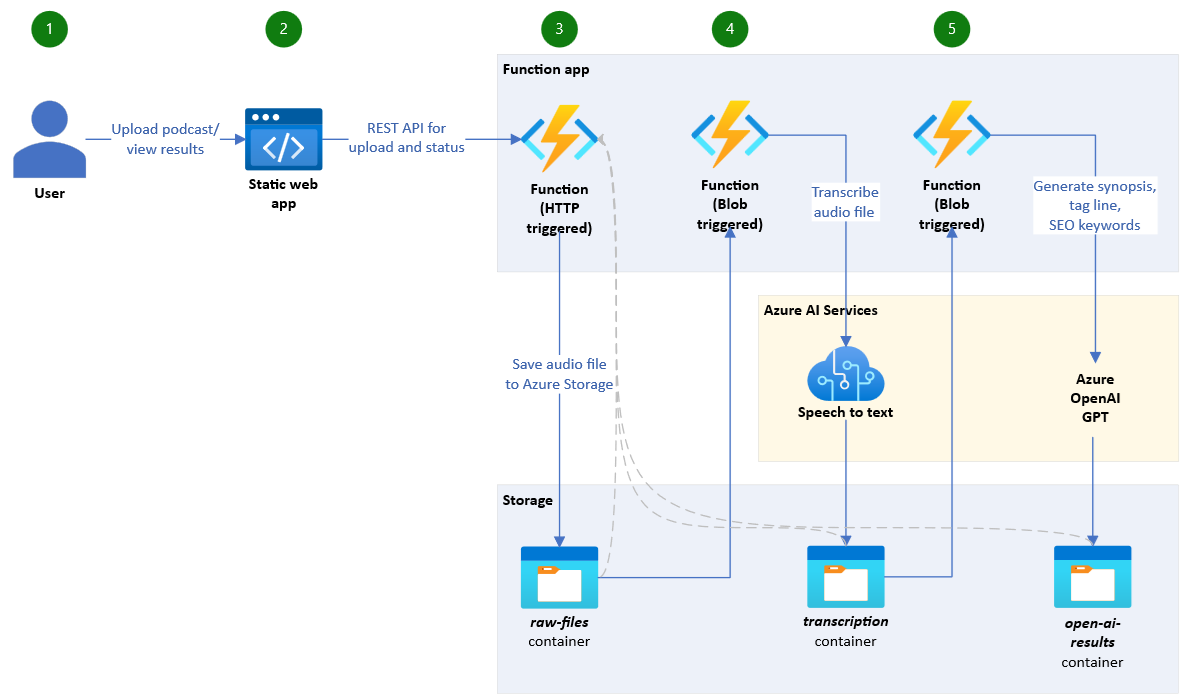 1
2
3
4
5
Function app
Upload podcast/
view results
User
</>
Static web
app
REST API for
upload and status
Function
(HTTP
triggered)
Function
(Blob
triggered)
Transcribe
audio file
Function
(Blob
triggered)
Generate synopsis,
tag line,
SEO keywords
Azure AI Services
Save audio file
to Azure Storage
Speech to text
Azure
OpenAI
GPT
Storage
raw-files
container
transcription
container
open-ai-
results
container